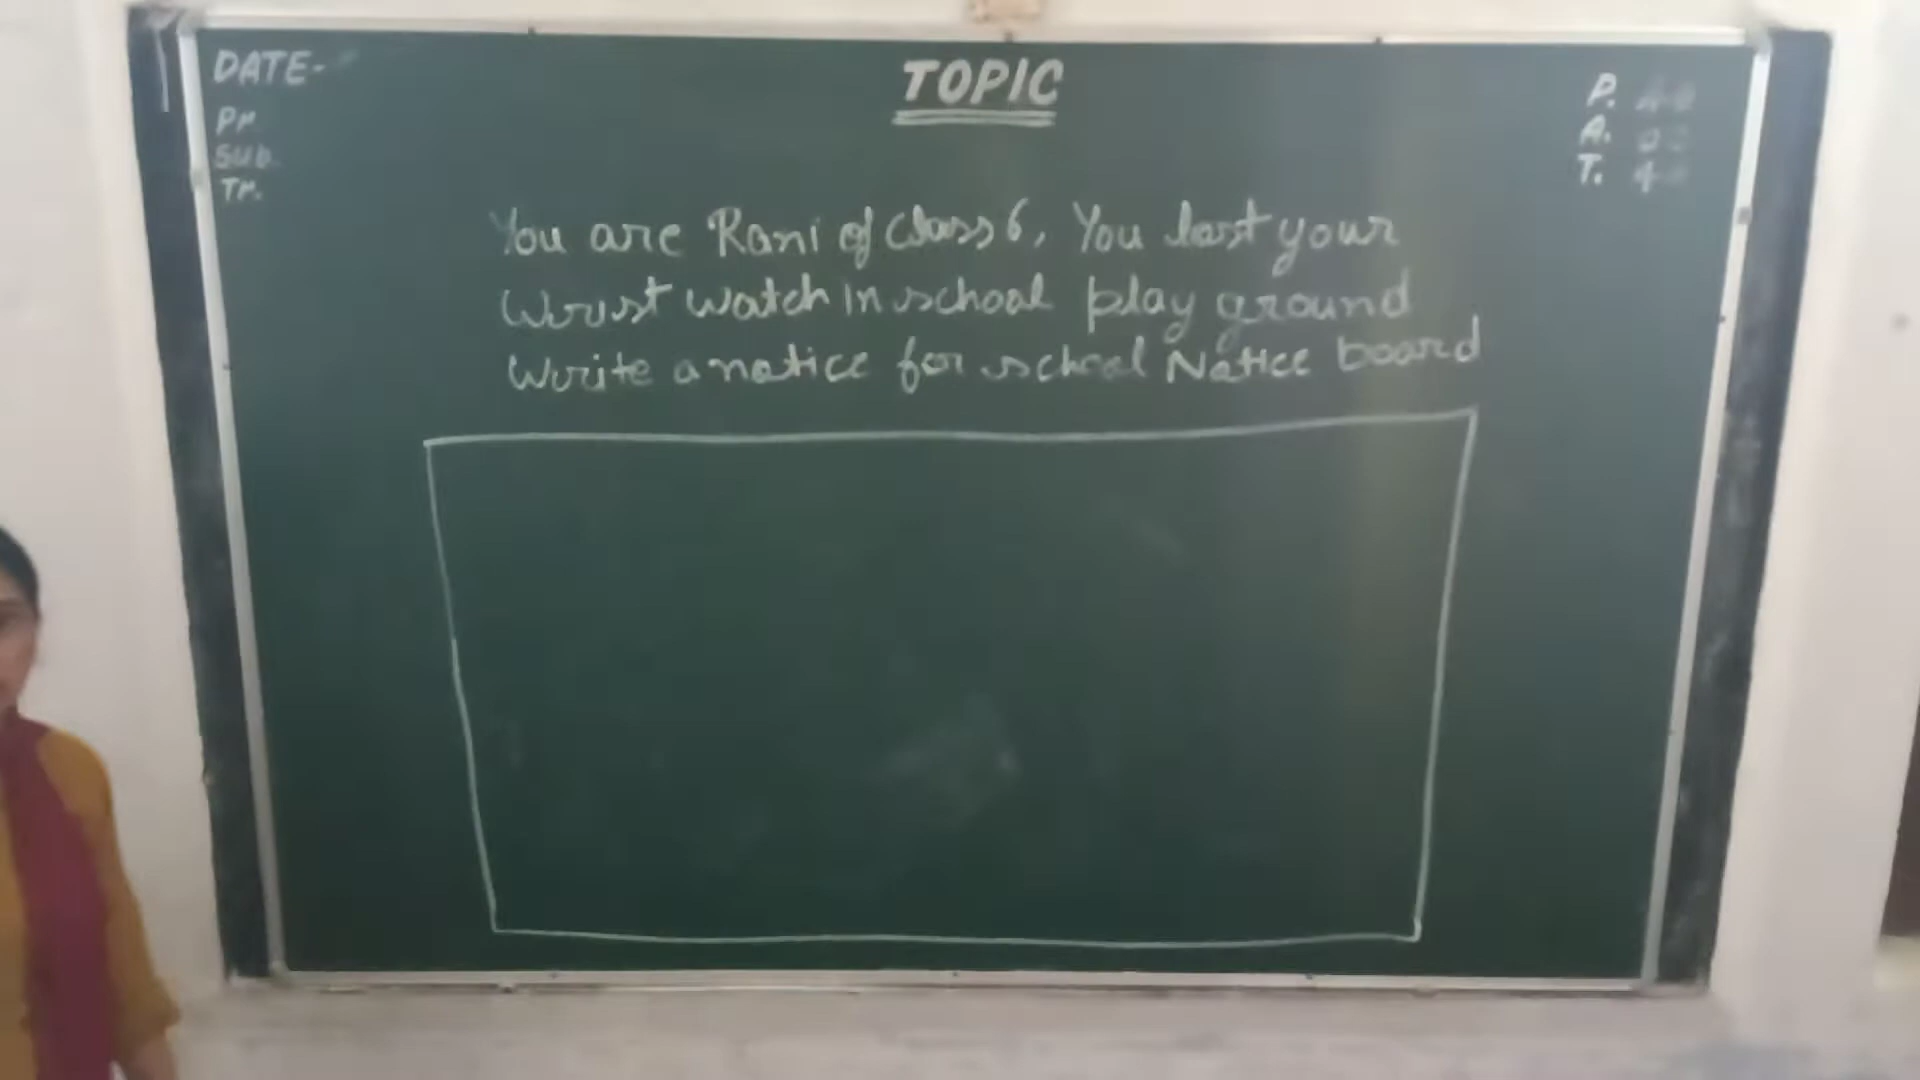 DATE-
TOPIC
Pr.
Sub.
Tr.
P.
A.
T.
You are Rani of class 6, You lost your
Wrist watch in school play ground
Write a notice for school Notice board